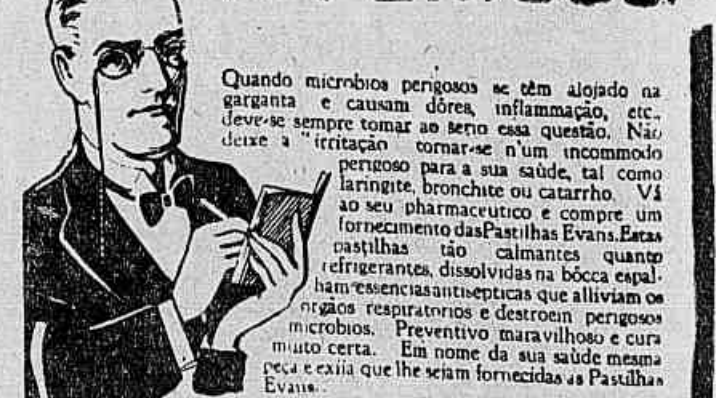 Quando microbios perigosos se têm alojado na
garganta e causam dôres, inflammação, etc.,
deve-se sempre tomar ao serio essa questão. Não
deixe a "irritação tornar-se n'um incommodo
perigoso para a sua saûde, tal como
laringite, bronchite ou catarrho. Vá
ao seu pharmaceutico e compre um
fornecimento das Pastilhas Evans. Estas
pastilhas tão calmantes quanto
refrigerantes, dissolvidas na bôcca espal-
ham essencias antisepticas que alliviam os
orgãos respiratorios e destroem perigosos
microbios. Preventivo maravilhoso e cura
muito certa. Em nome da sua saûde mesma
peça e exija que lhe sejam fornecidas as Pastilhas
Evans.